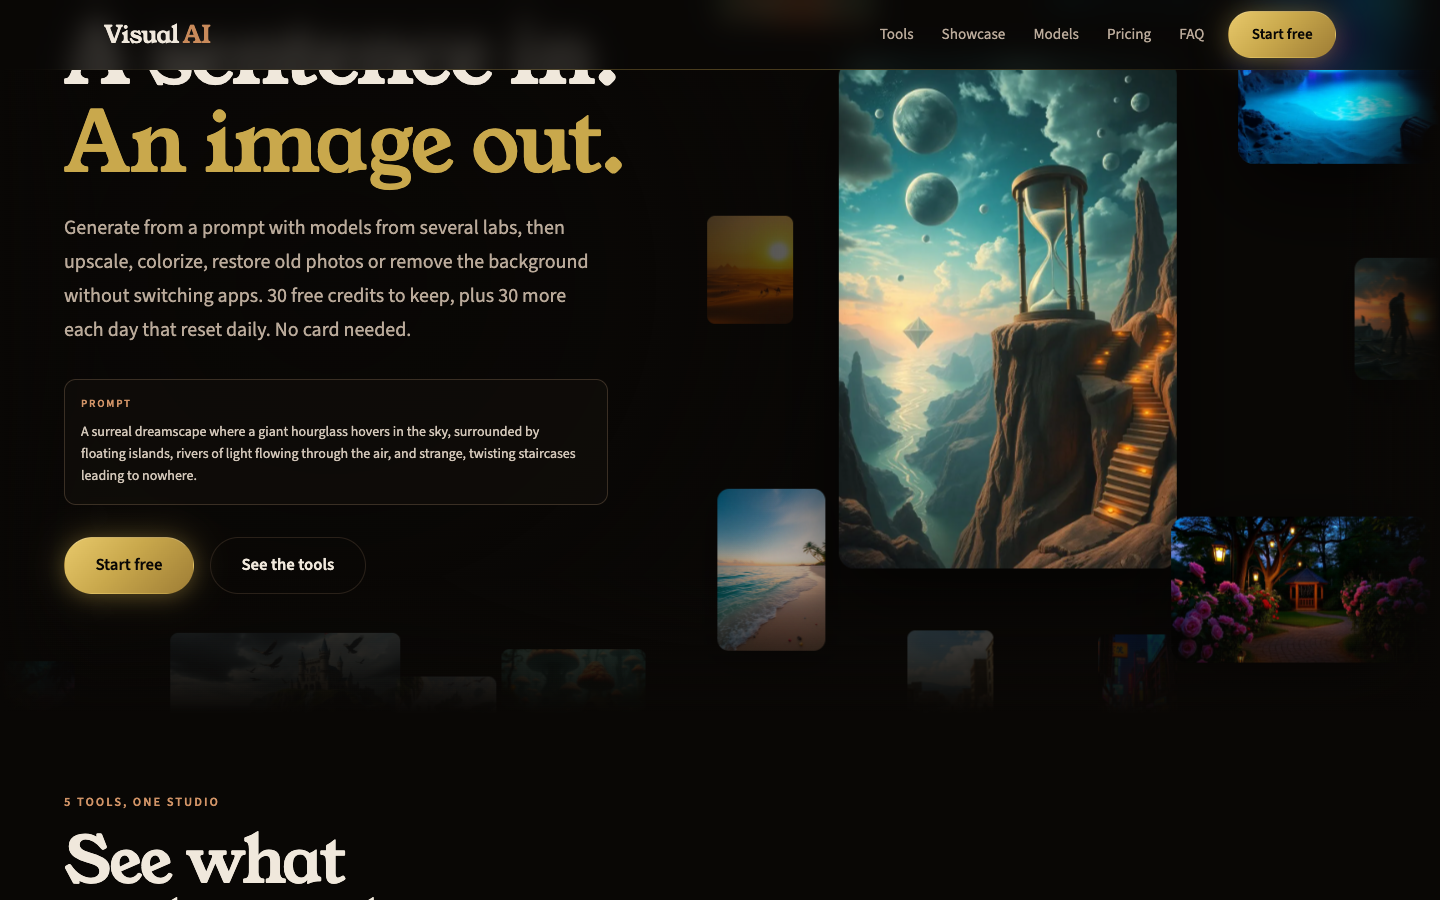 Visual AI
Tools
Showcase
Models
Pricing
FAQ
Start free
A sentence in.
An image out.
Generate from a prompt with models from several labs, then
upscale, colorize, restore old photos or remove the background
without switching apps. 30 free credits to keep, plus 30 more
each day that reset daily. No card needed.
PROMPT
A surreal dreamscape where a giant hourglass hovers in the sky, surrounded by
floating islands, rivers of light flowing through the air, and strange, twisting staircases
leading to nowhere.
Start free
See the tools
5 TOOLS, ONE STUDIO
See what